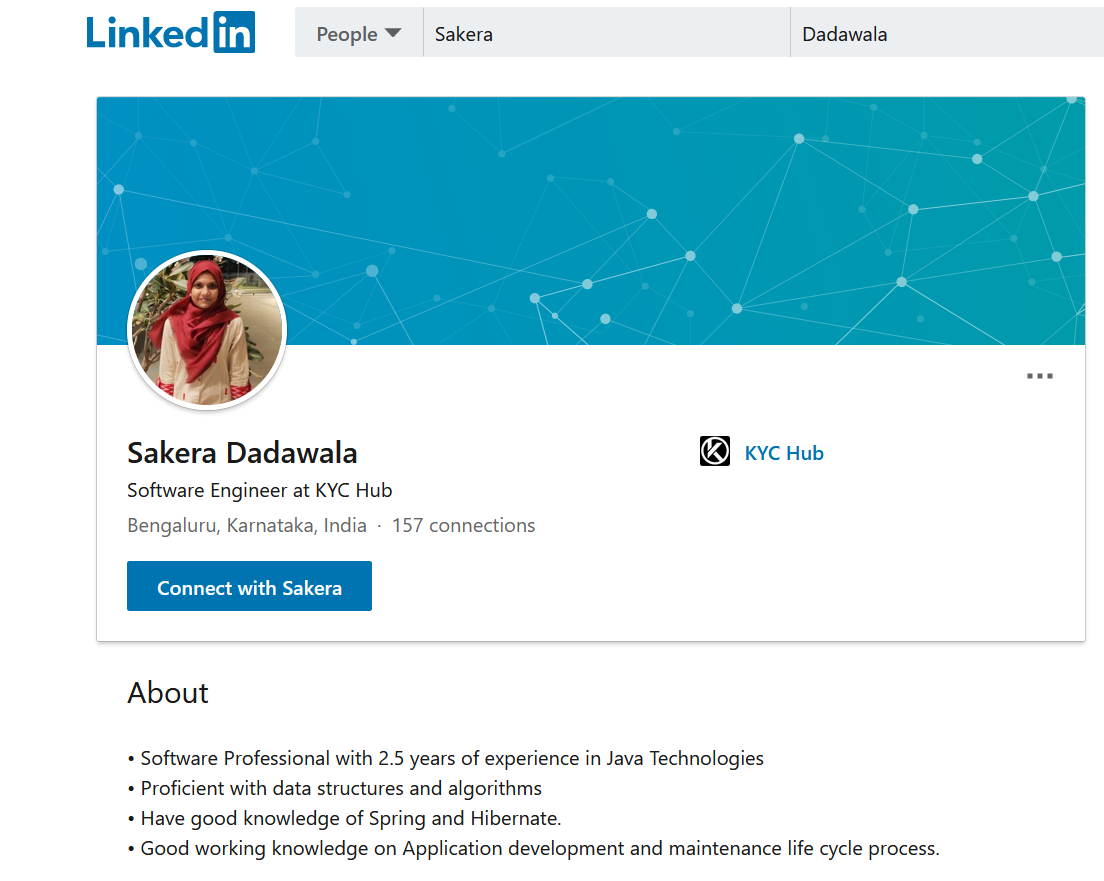 LinkedIn People Sakera Dadawala
Sakera Dadawala
KYC Hub
Software Engineer at KYC Hub
Bengaluru, Karnataka, India · 157 connections
Connect with Sakera
About
• Software Professional with 2.5 years of experience in Java Technologies
• Proficient with data structures and algorithms
• Have good knowledge of Spring and Hibernate.
• Good working knowledge on Application development and maintenance life cycle process.